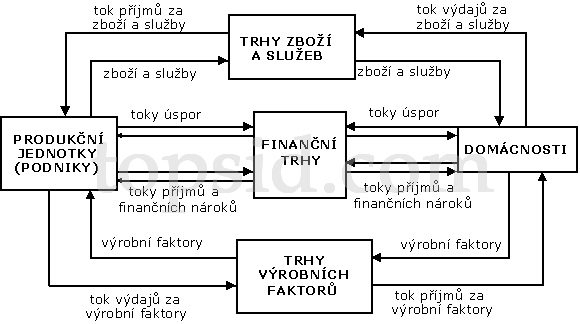 tok příjmů za
zboží a služby
tok výdajů za
zboží a služby
TRHY ZBOŽÍ
A SLUŽEB
zboží a služby
zboží a služby
toky úspor
toky úspor
PRODUKČNÍ
JEDNOTKY
(PODNIKY)
FINANČNÍ
TRHY
DOMÁCNOSTI
topsid.com
toky příjmů a
finančních nároků
toky příjmů a
finančních nároků
výrobní faktory
výrobní faktory
TRHY
VÝROBNÍCH
FAKTORŮ
tok výdajů za
výrobní faktory
tok příjmů za
výrobní faktory